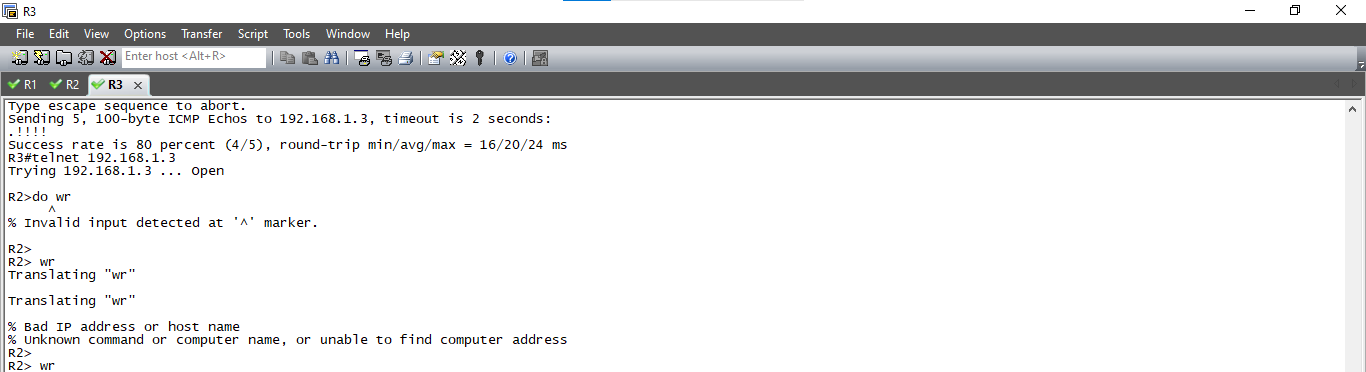 R3
File Edit View Options Transfer Script Tools Window Help
Enter host <Alt+R>
R1 R2 R3
Type escape sequence to abort.
Sending 5, 100-byte ICMP Echos to 192.168.1.3, timeout is 2 seconds:
.!!!!
Success rate is 80 percent (4/5), round-trip min/avg/max = 16/20/24 ms
R3#telnet 192.168.1.3
Trying 192.168.1.3 ... Open
R2>do wr
^
% Invalid input detected at '^' marker.
R2>
R2> wr
Translating "wr"
Translating "wr"
% Bad IP address or host name
% Unknown command or computer name, or unable to find computer address
R2>
R2> wr